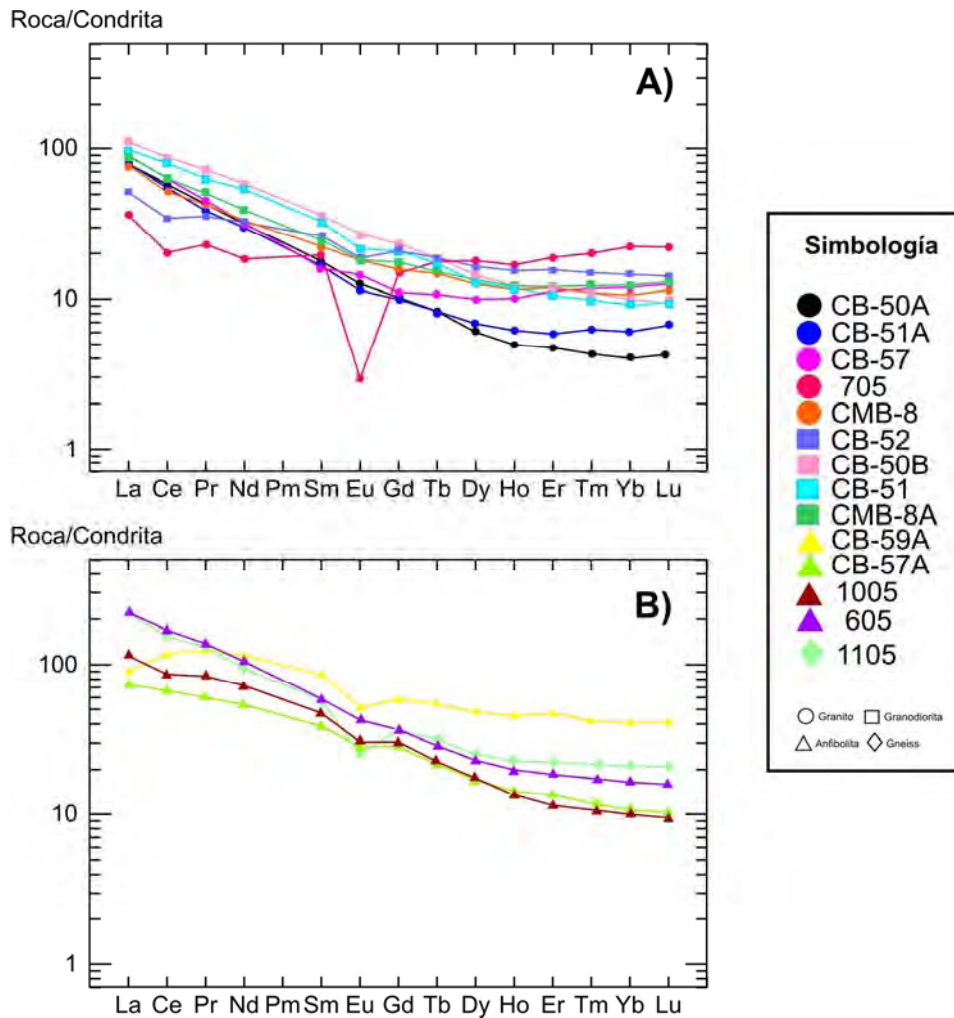 Roca/Condrita
A)
100
10
1
La Ce Pr Nd Pm Sm Eu Gd Tb Dy Ho Er Tm Yb Lu
Roca/Condrita
B)
100
10
1
La Ce Pr Nd Pm Sm Eu Gd Tb Dy Ho Er Tm Yb Lu
Simbología
CB-50A
CB-51A
CB-57
705
CMB-8
CB-52
CB-50B
CB-51
CMB-8A
CB-59A
CB-57A
1005
605
1105
Granito Granodiorita
Anfibolita Gneiss